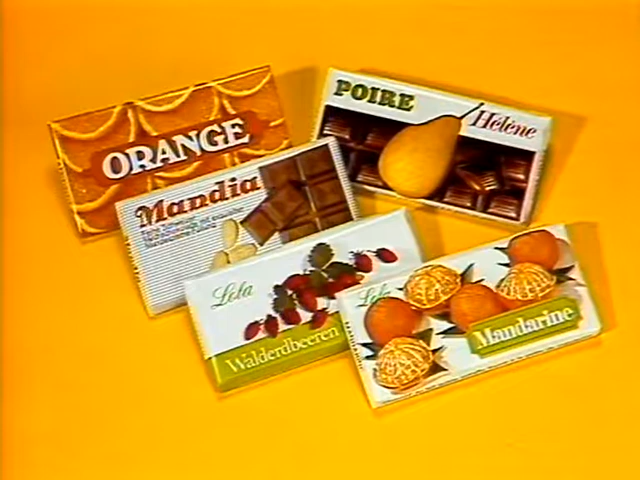 ORANGE
POIRE
Hélène
Mandia
Lola
Walderdbeeren
Lola
Mandarine